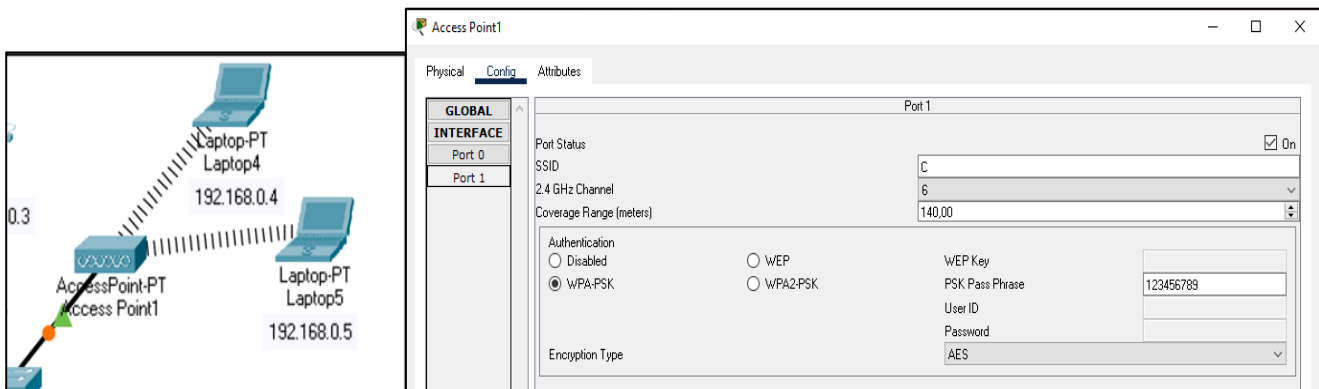 Laptop-PT
Laptop4
192.168.0.4
0.3
AccessPoint-PT
Access Point1
Laptop-PT
Laptop5
192.168.0.5
Access Point1
Physical Config Attributes
GLOBAL
INTERFACE
Port 0
Port 1
Port 1
Port Status On
SSID C
2.4 GHz Channel 6
Coverage Range (meters) 140,00
Authentication
Disabled WEP WEP Key
WPA-PSK WPA2-PSK PSK Pass Phrase 123456789
User ID
Password
Encryption Type AES